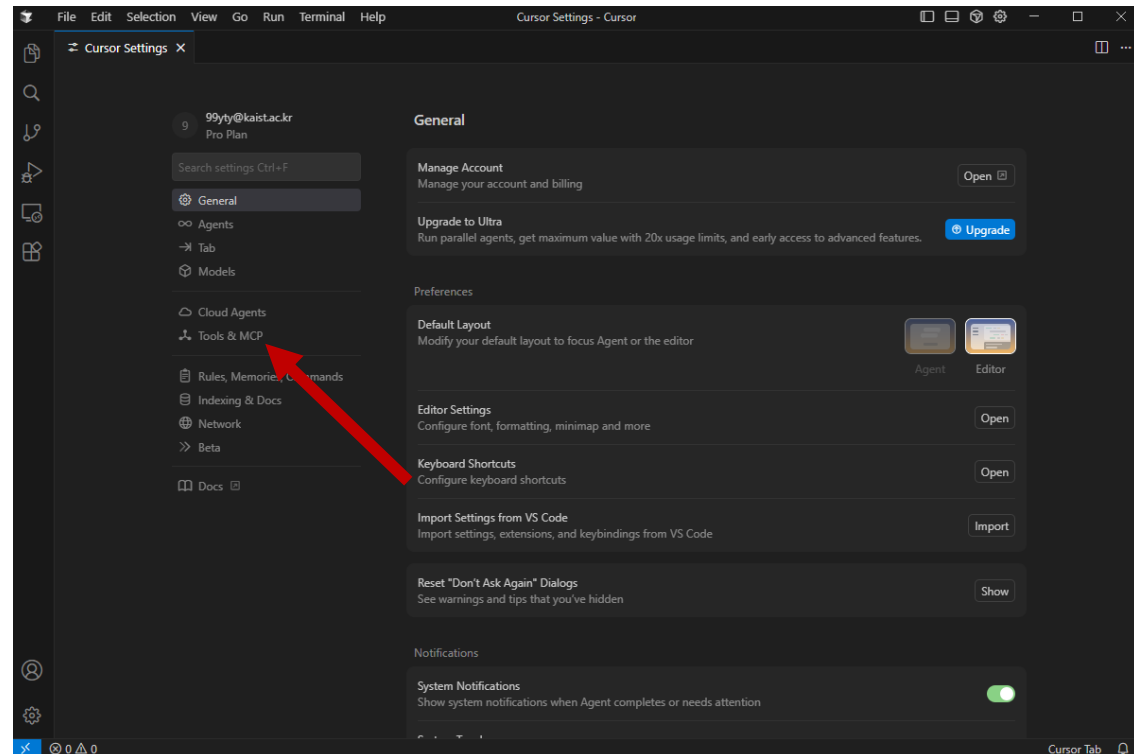 File Edit Selection View Go Run Terminal Help
Cursor Settings - Cursor
Cursor Settings
9
99yty@kaist.ac.kr
Pro Plan
Search settings Ctrl+F
General
Agents
Tab
Models
Cloud Agents
Tools & MCP
Rules, Memories, Commands
Indexing & Docs
Network
Beta
Docs
General
Manage Account
Manage your account and billing
Open
Upgrade to Ultra
Run parallel agents, get maximum value with 20x usage limits, and early access to advanced features.
Upgrade
Preferences
Default Layout
Modify your default layout to focus Agent or the editor
Agent Editor
Editor Settings
Configure font, formatting, minimap and more
Open
Keyboard Shortcuts
Configure keyboard shortcuts
Open
Import Settings from VS Code
Import settings, extensions, and keybindings from VS Code
Import
Reset "Don't Ask Again" Dialogs
See warnings and tips that you've hidden
Show
Notifications
System Notifications
Show system notifications when Agent completes or needs attention
0 0
Cursor Tab